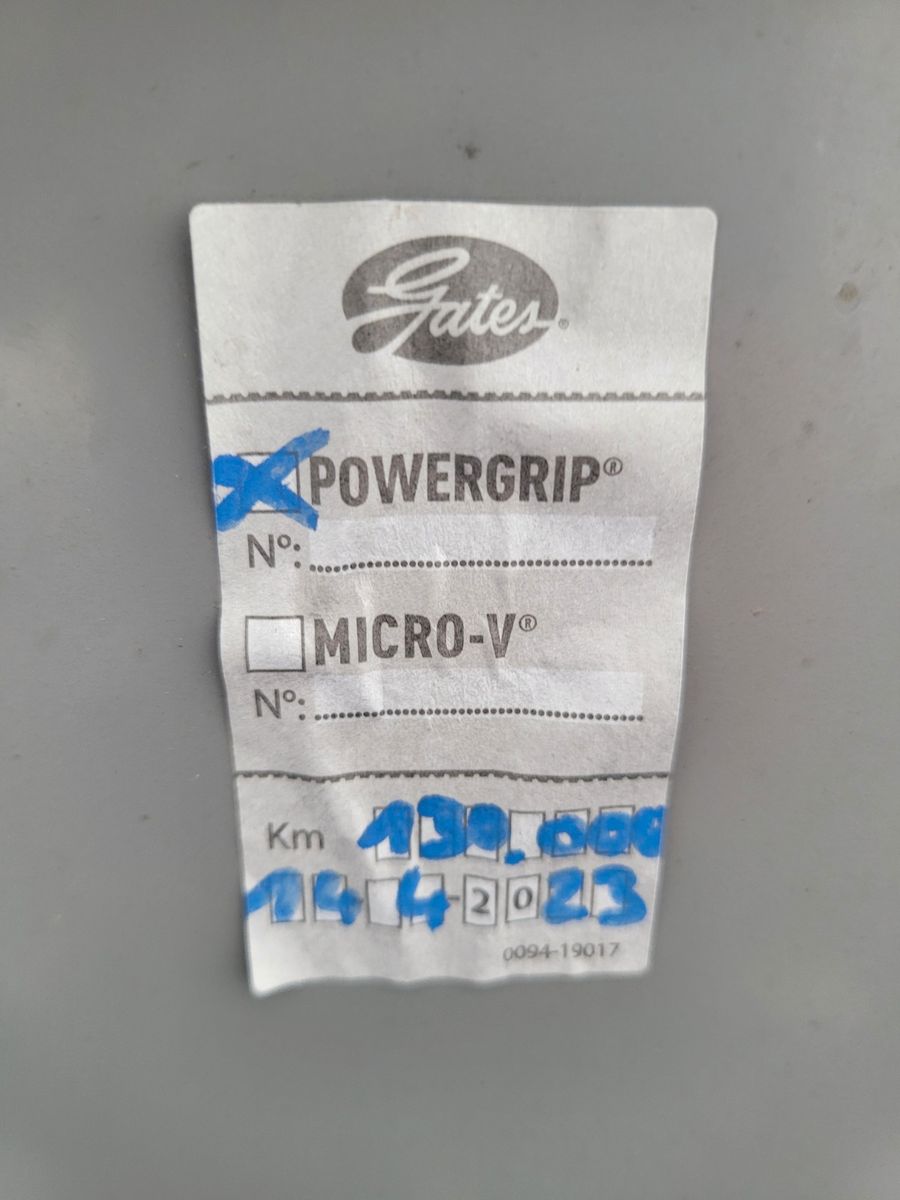 Gates®
POWERGRIP®
Nº:
MICRO-V®
Nº:
Km 139.000
14-4-2023
0094-19017